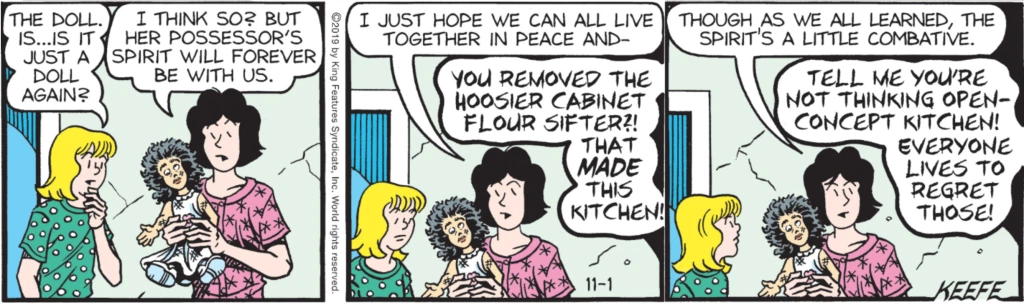 THE DOLL.
IS...IS IT
JUST A
DOLL
AGAIN?
I THINK SO? BUT
HER POSSESSOR'S
SPIRIT WILL FOREVER
BE WITH US.
©2019 by King Features Syndicate, Inc. World rights reserved.
I JUST HOPE WE CAN ALL LIVE
TOGETHER IN PEACE AND-
YOU REMOVED THE
HOOSIER CABINET
FLOUR SIFTER?!
THAT
MADE
THIS
KITCHEN!
11-1
THOUGH AS WE ALL LEARNED, THE
SPIRIT'S A LITTLE COMBATIVE.
TELL ME YOU'RE
NOT THINKING OPEN-
CONCEPT KITCHEN!
EVERYONE
LIVES TO
REGRET
THOSE!
KEEFE